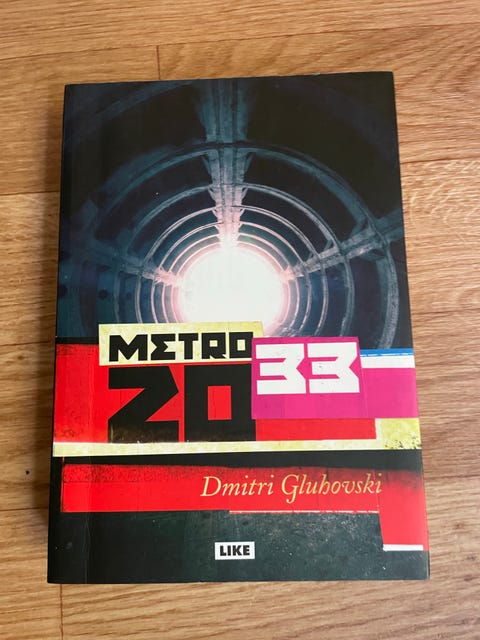 METRO
2033
Dmitri Gluhovski
LIKE